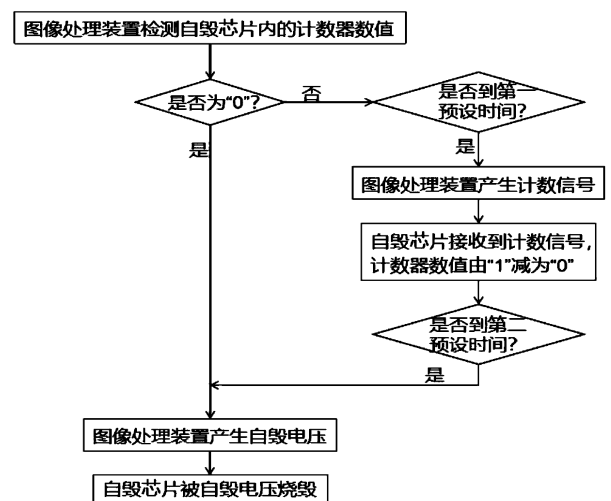 图像处理装置检测自毁芯片内的计数器数值
是否为“0”?
否
是否到第一
预设时间?
是
是
图像处理装置产生计数信号
自毁芯片接收到计数信号,
计数器数值由“1”减为“0”
是否到第二
预设时间?
是
图像处理装置产生自毁电压
自毁芯片被自毁电压烧毁